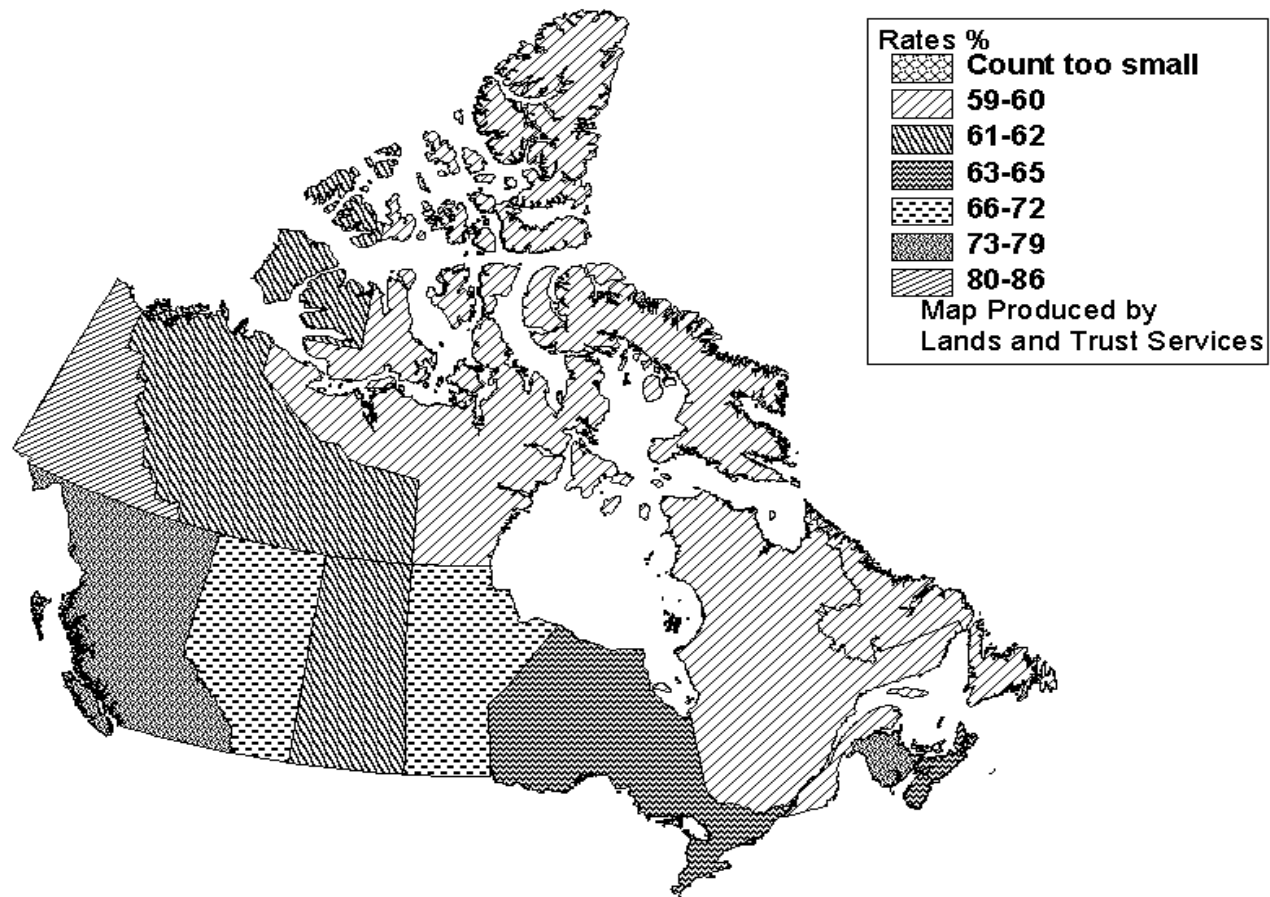 Rates %
Count too small
59-60
61-62
63-65
66-72
73-79
80-86
Map Produced by
Lands and Trust Services